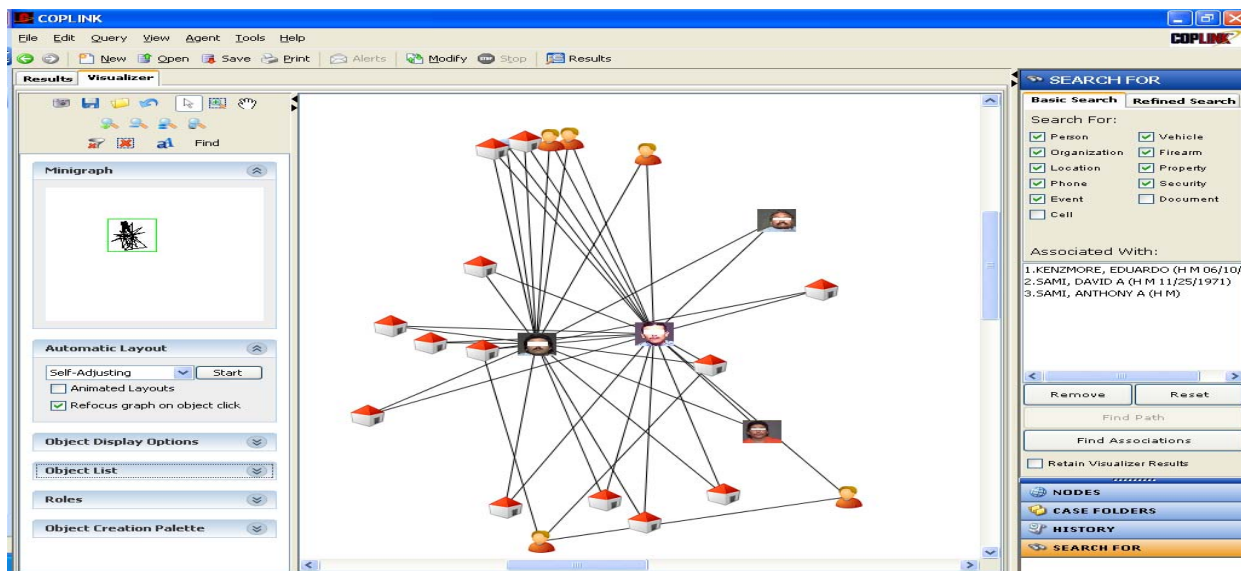 COPLINK
File Edit Query View Agent Tools Help
COPLINK
New Open Save Print Alerts Modify Stop Results
Results Visualizer
SEARCH FOR
Basic Search Refined Search
Search For:
Person Vehicle
Organization Firearm
Location Property
Phone Security
Event Document
Cell
Associated With:
1.KENZMORE, EDUARDO (H M 06/10/
2.SAMI, DAVID A (H M 11/25/1971)
3.SAMI, ANTHONY A (H M)
Remove Reset
Find Path
Find Associations
Retain Visualizer Results
NODES
CASE FOLDERS
HISTORY
SEARCH FOR
a Find
Minigraph
Automatic Layout
Self-Adjusting Start
Animated Layouts
Refocus graph on object click
Object Display Options
Object List
Roles
Object Creation Palette